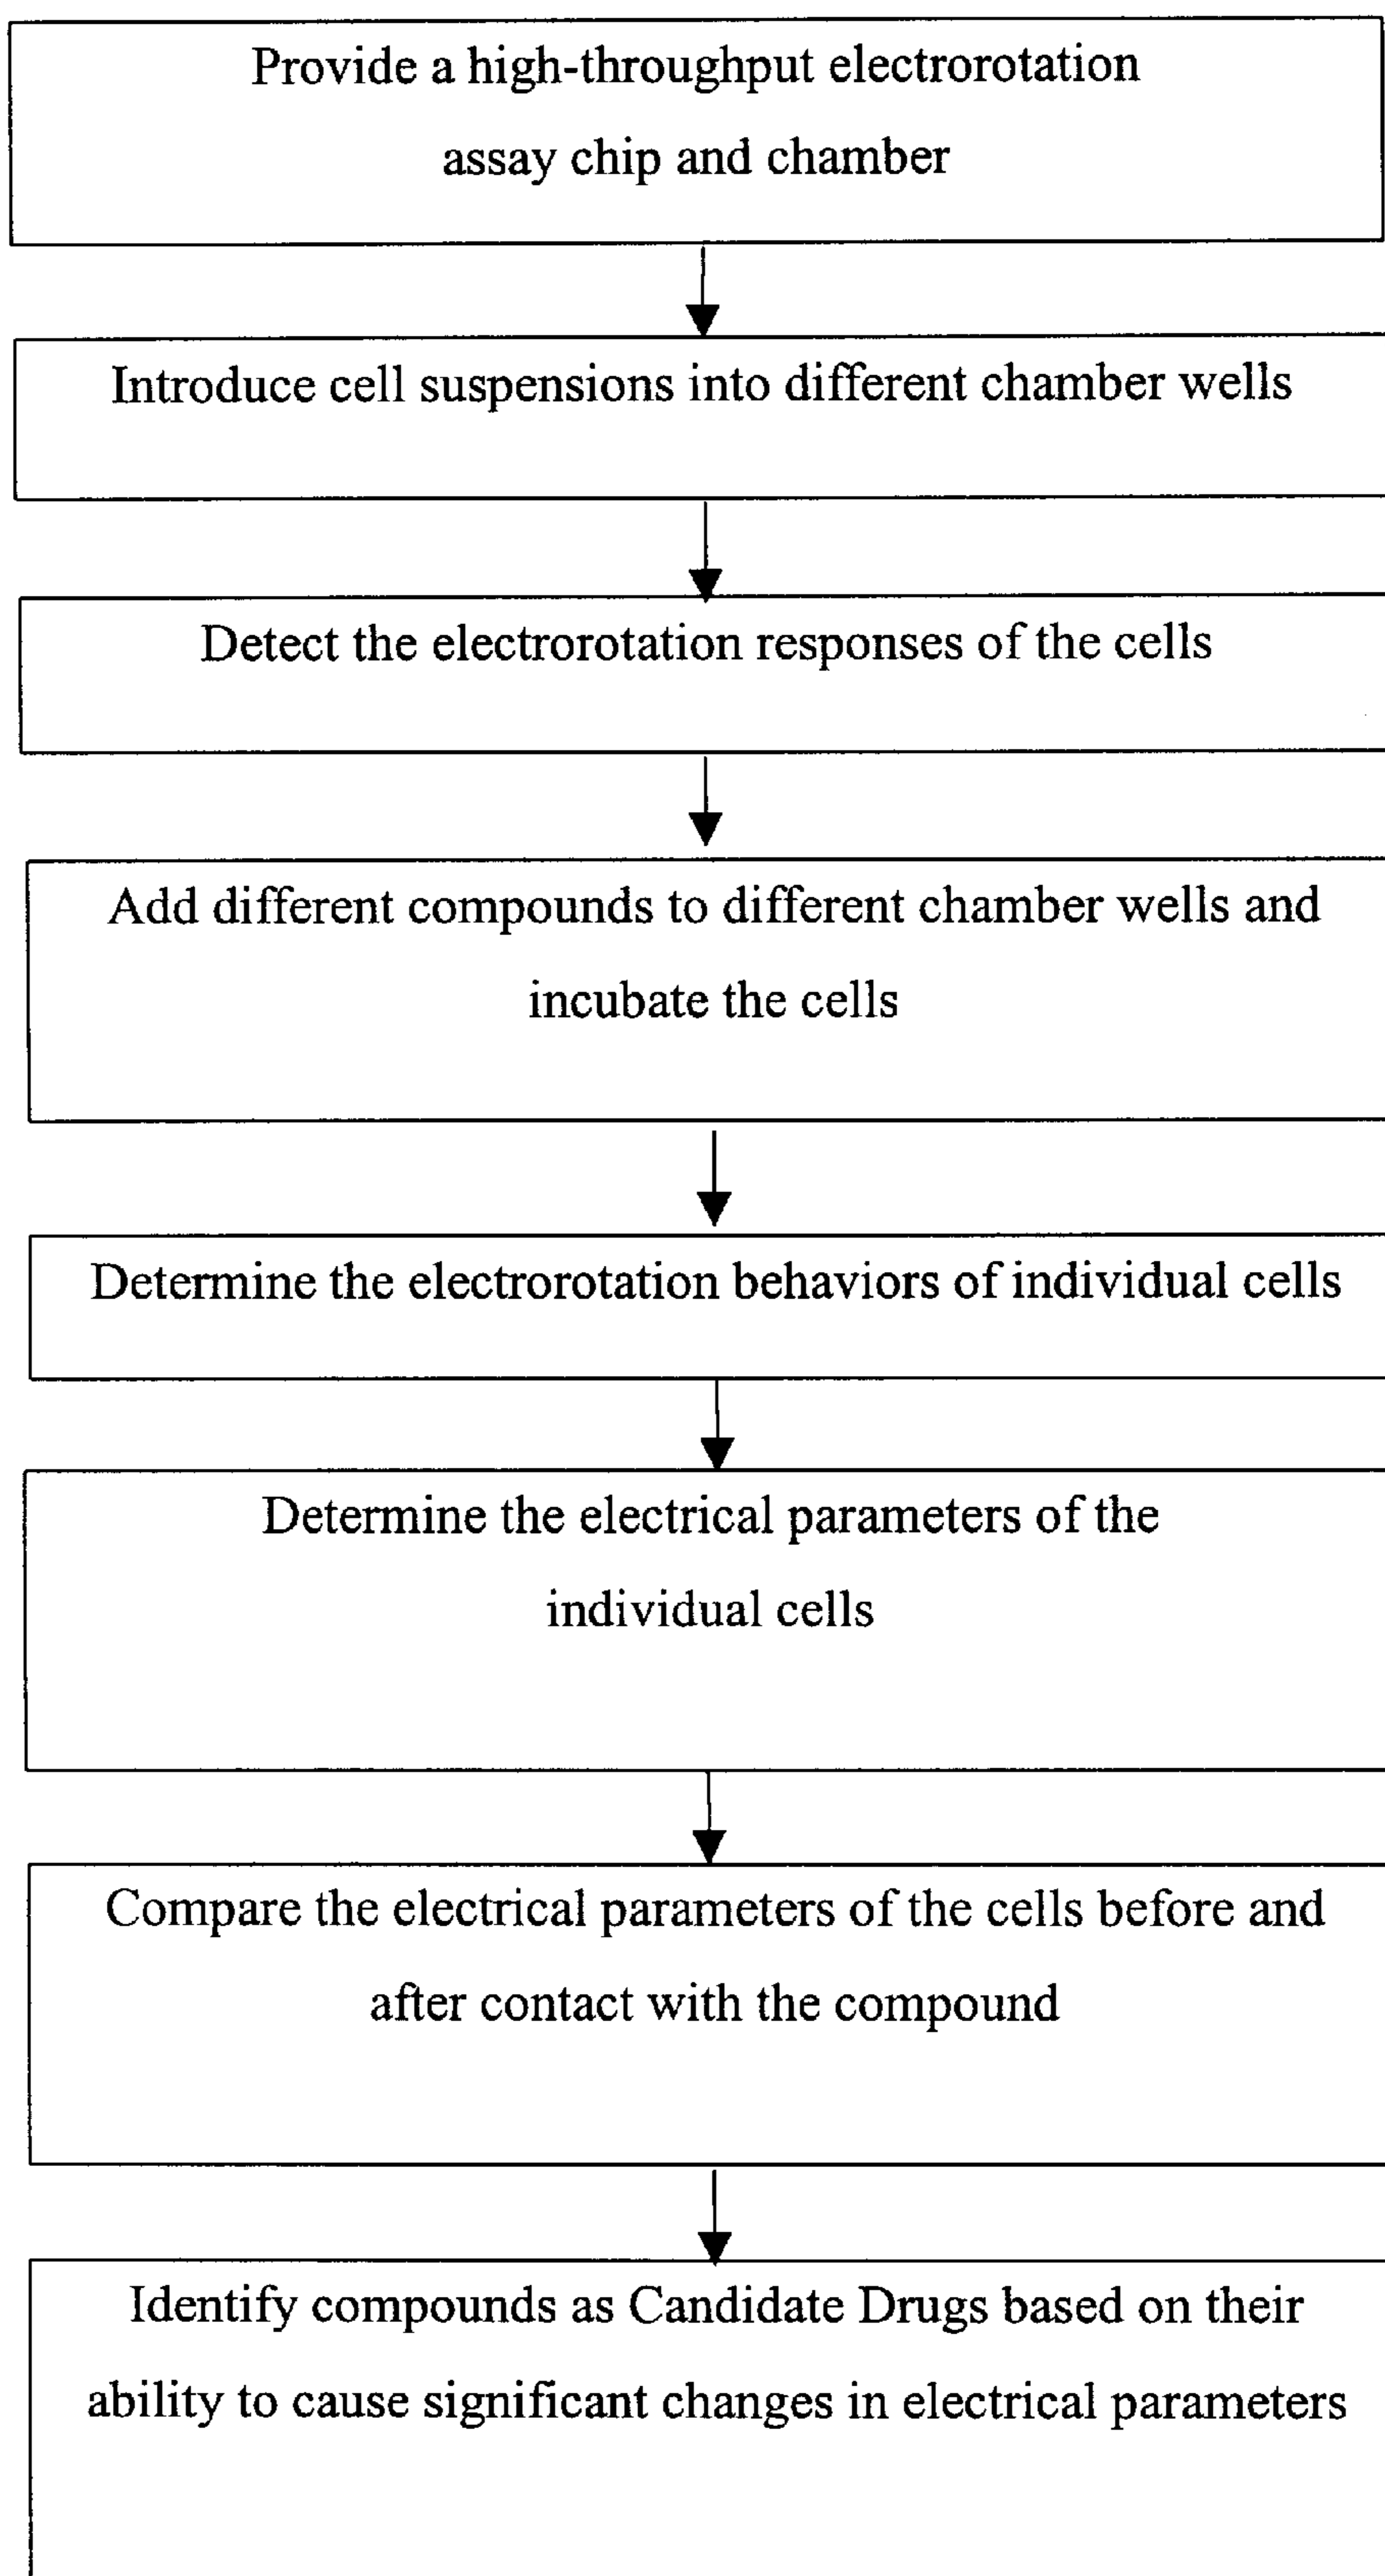 Provide a high-throughput electrorotation
assay chip and chamber
Introduce cell suspensions into different chamber wells
Detect the electrorotation responses of the cells
Add different compounds to different chamber wells and
incubate the cells
Determine the electrorotation behaviors of individual cells
Determine the electrical parameters of the
individual cells
Compare the electrical parameters of the cells before and
after contact with the compound
Identify compounds as Candidate Drugs based on their
ability to cause significant changes in electrical parameters